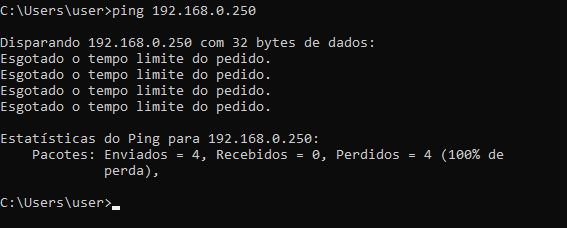 C:\Users\user>ping 192.168.0.250
Disparando 192.168.0.250 com 32 bytes de dados:
Esgotado o tempo limite do pedido.
Esgotado o tempo limite do pedido.
Esgotado o tempo limite do pedido.
Esgotado o tempo limite do pedido.
Estatísticas do Ping para 192.168.0.250:
Pacotes: Enviados = 4, Recebidos = 0, Perdidos = 4 (100% de
perda),
C:\Users\user>